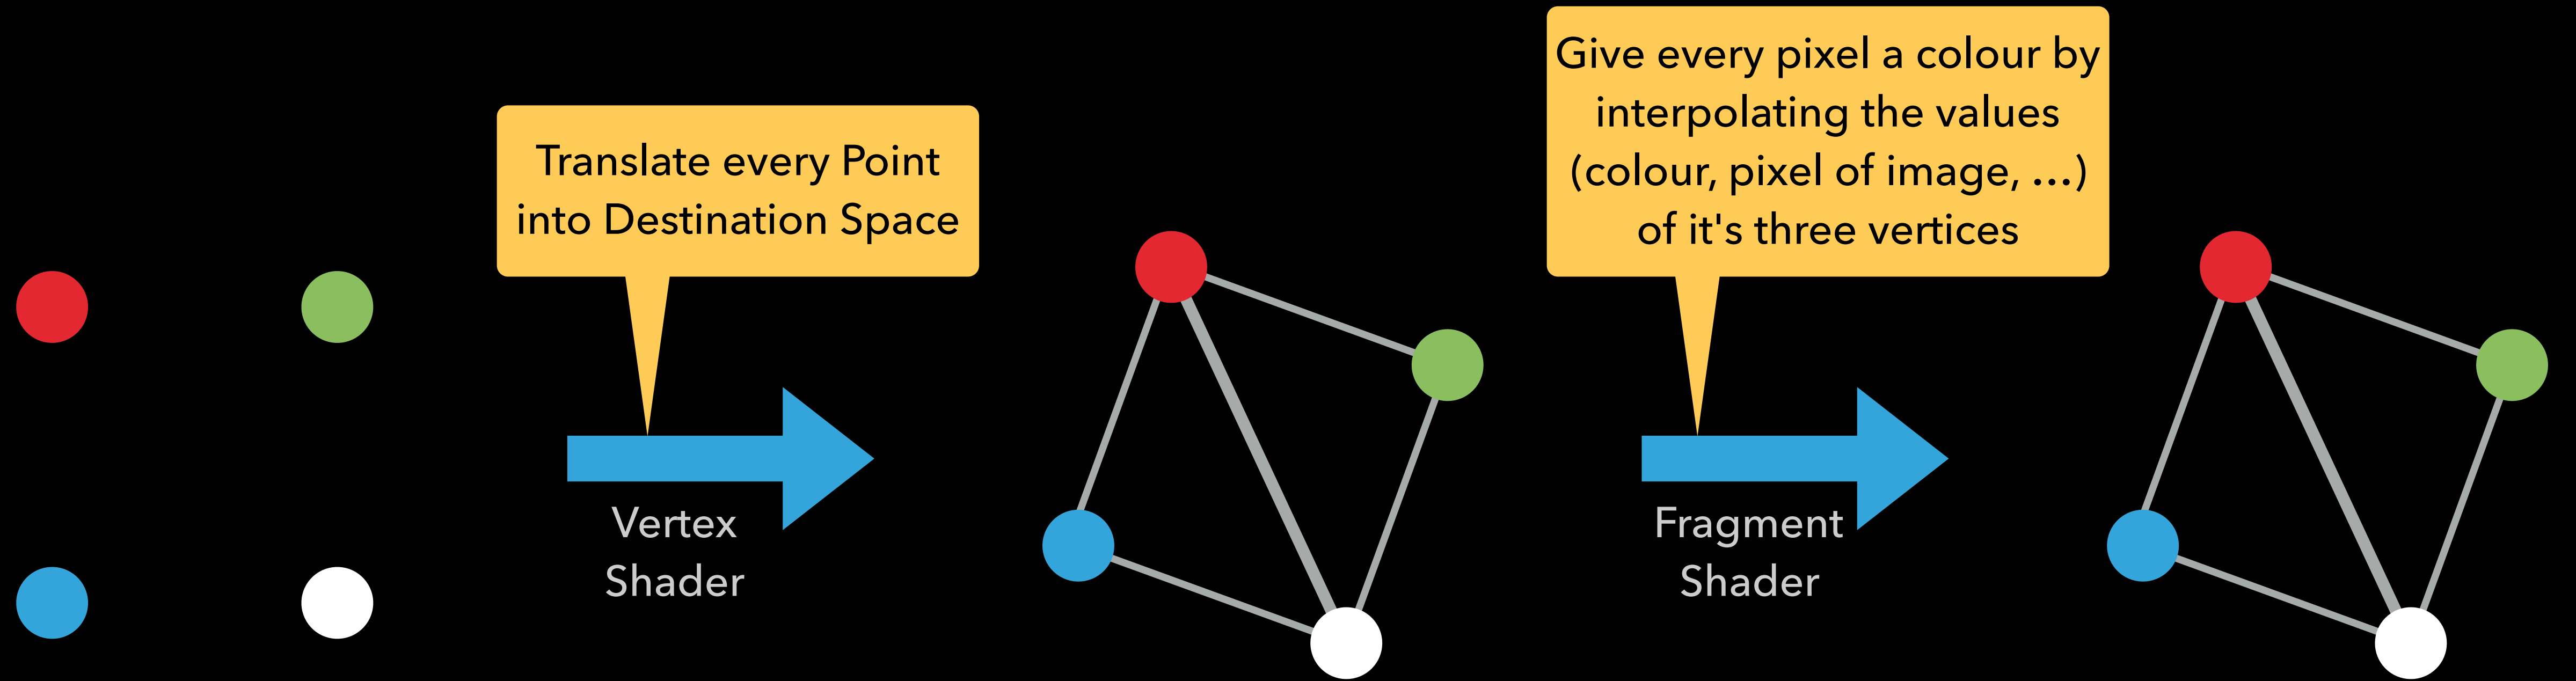 Translate every Point
into Destination Space
Vertex
Shader
Give every pixel a colour by
interpolating the values
(colour, pixel of image, ...)
of it's three vertices
Fragment
Shader